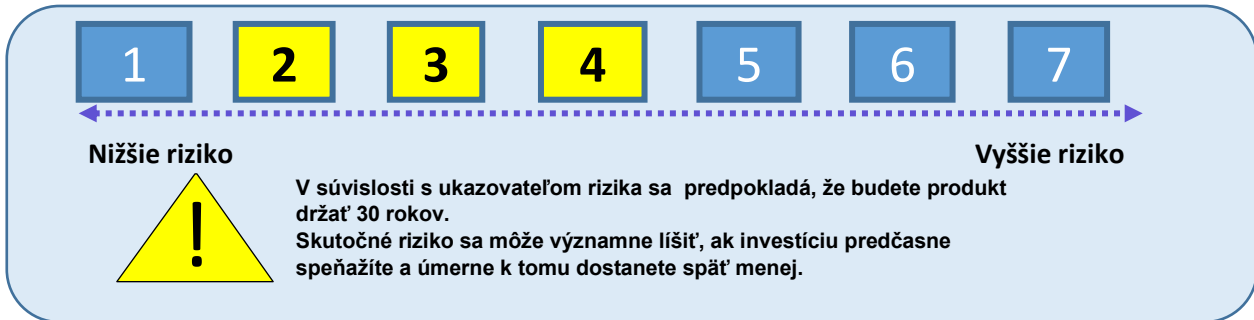 1 2 3 4 5 6 7
Nižšie riziko Vyššie riziko
!
V súvislosti s ukazovateľom rizika sa predpokladá, že budete produkt
držať 30 rokov.
Skutočné riziko sa môže významne líšiť, ak investíciu predčasne
speňažíte a úmerne k tomu dostanete späť menej.